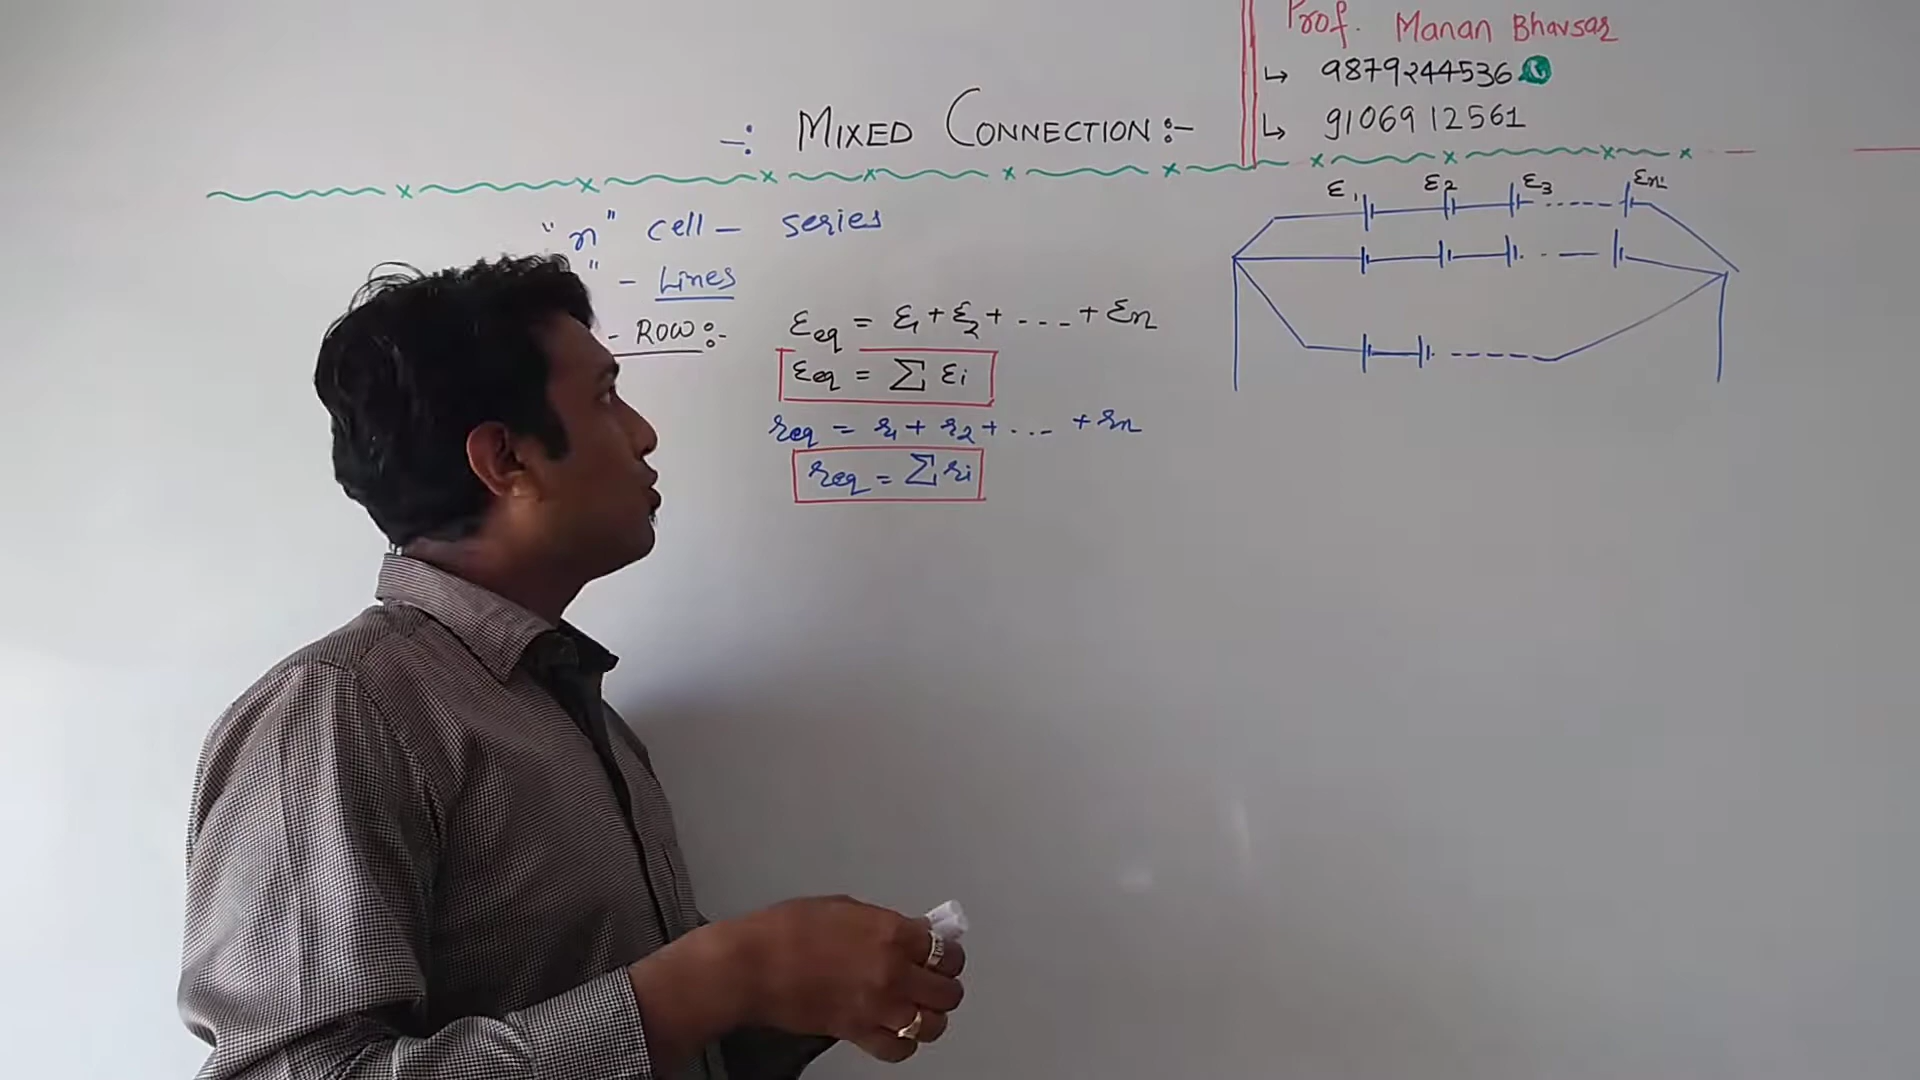 Prof. Manan Bhavsar
↳ 9879244536
↳ 9106912561
-: MIXED CONNECTION :-
"n" cell - series
" - Lines
- ROW :-
εeq = ε1 + ε2 + ... + εn
εeq = Σ εi
req = r1 + r2 + ... + rn
req = Σ ri
ε1 ε2 ε3 εn